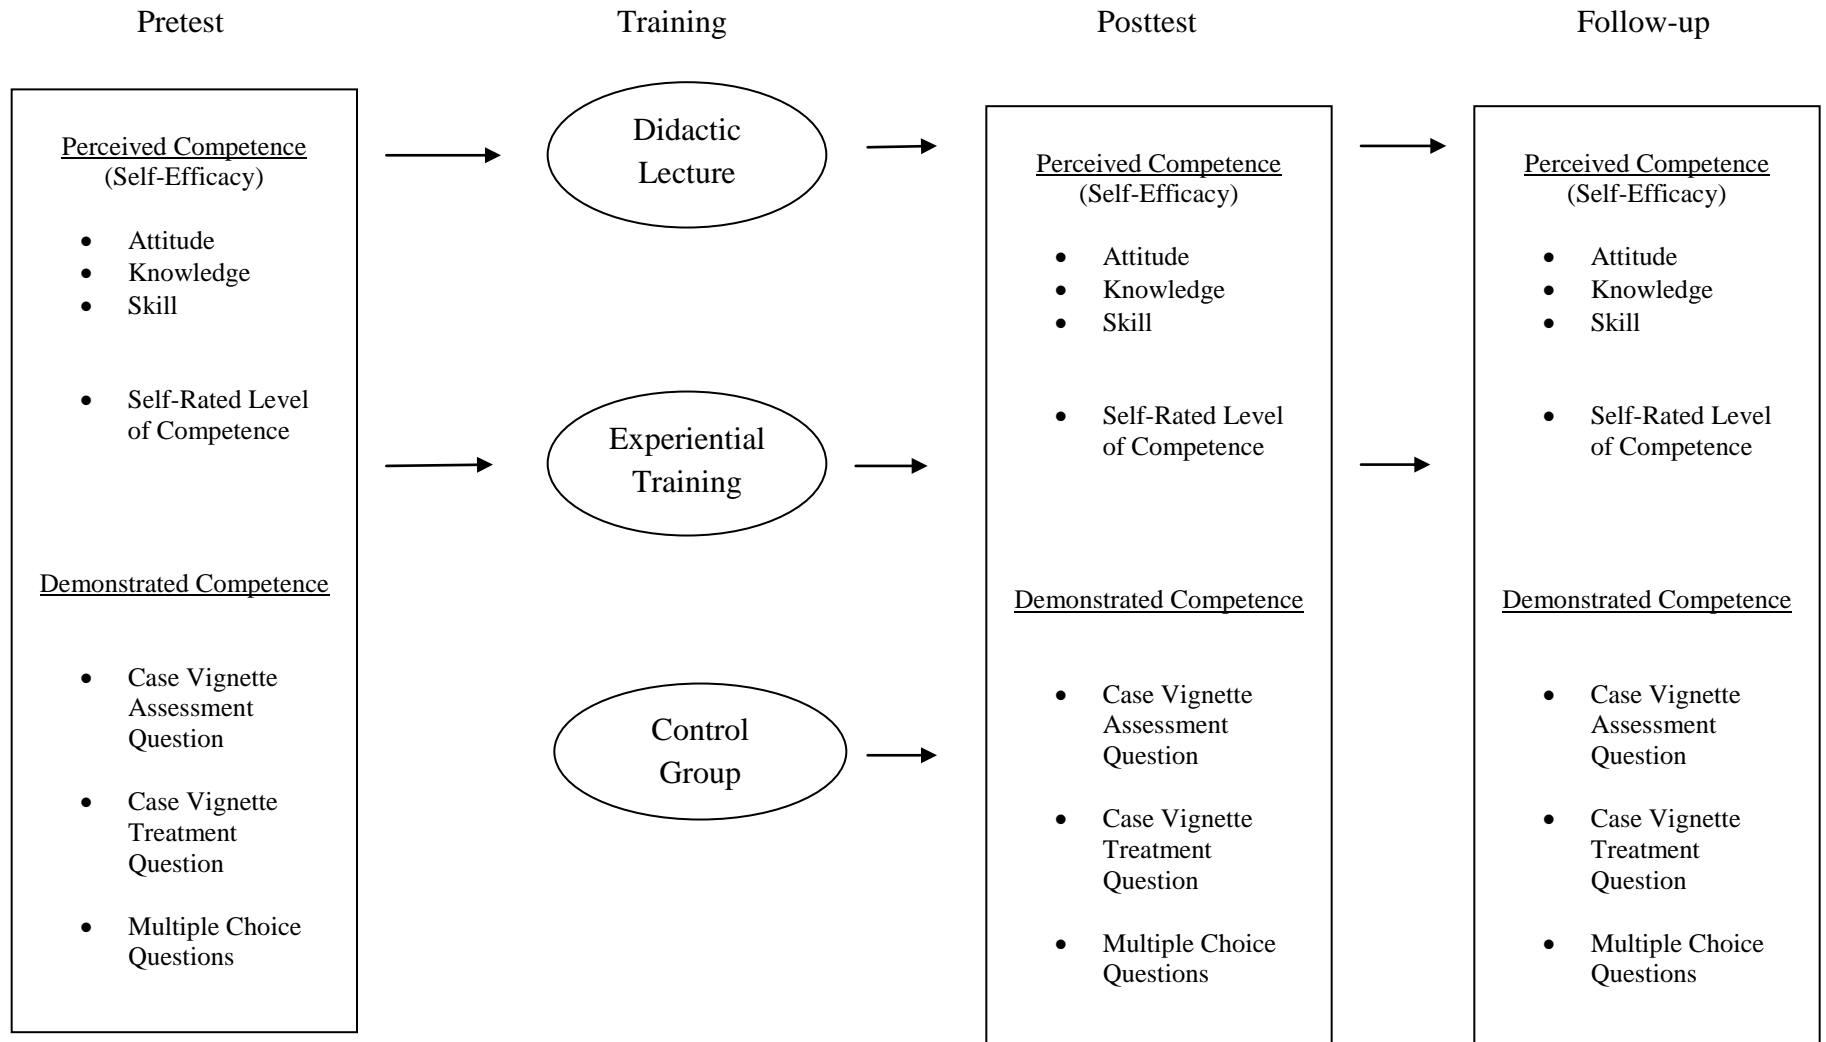 Pretest
Training
Posttest
Follow-up
Perceived Competence
(Self-Efficacy)
• Attitude
• Knowledge
• Skill
• Self-Rated Level
of Competence
Demonstrated Competence
• Case Vignette
Assessment
Question
• Case Vignette
Treatment
Question
• Multiple Choice
Questions
Didactic
Lecture
Experiential
Training
Control
Group
Perceived Competence
(Self-Efficacy)
• Attitude
• Knowledge
• Skill
• Self-Rated Level
of Competence
Demonstrated Competence
• Case Vignette
Assessment
Question
• Case Vignette
Treatment
Question
• Multiple Choice
Questions
Perceived Competence
(Self-Efficacy)
• Attitude
• Knowledge
• Skill
• Self-Rated Level
of Competence
Demonstrated Competence
• Case Vignette
Assessment
Question
• Case Vignette
Treatment
Question
• Multiple Choice
Questions